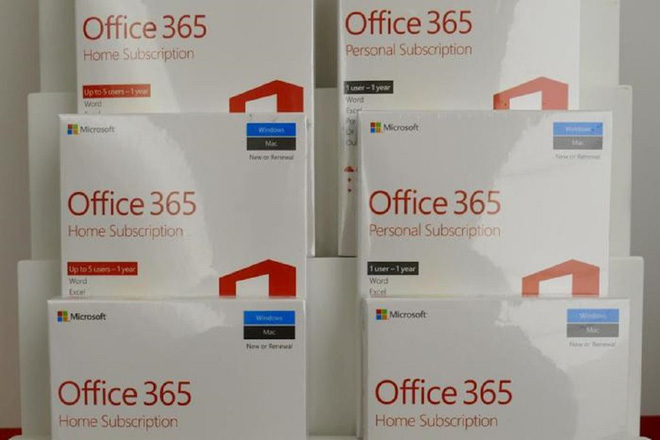 Office 365
Home Subscription
Up to 5 users – 1 year
Word
Excel
Office 365
Personal Subscription
1 user – 1 year
Word
Excel
Microsoft
Windows
Mac
New or Renewal
Office 365
Home Subscription
Up to 5 users – 1 year
Word
Excel
Microsoft
Windows
Mac
New or Renewal
Office 365
Personal Subscription
1 user – 1 year
Word
Excel
Microsoft
Windows
Mac
New or Renewal
Office 365
Home Subscription
Microsoft
Windows
Mac
New or Renewal
Office 365
Home Subscription